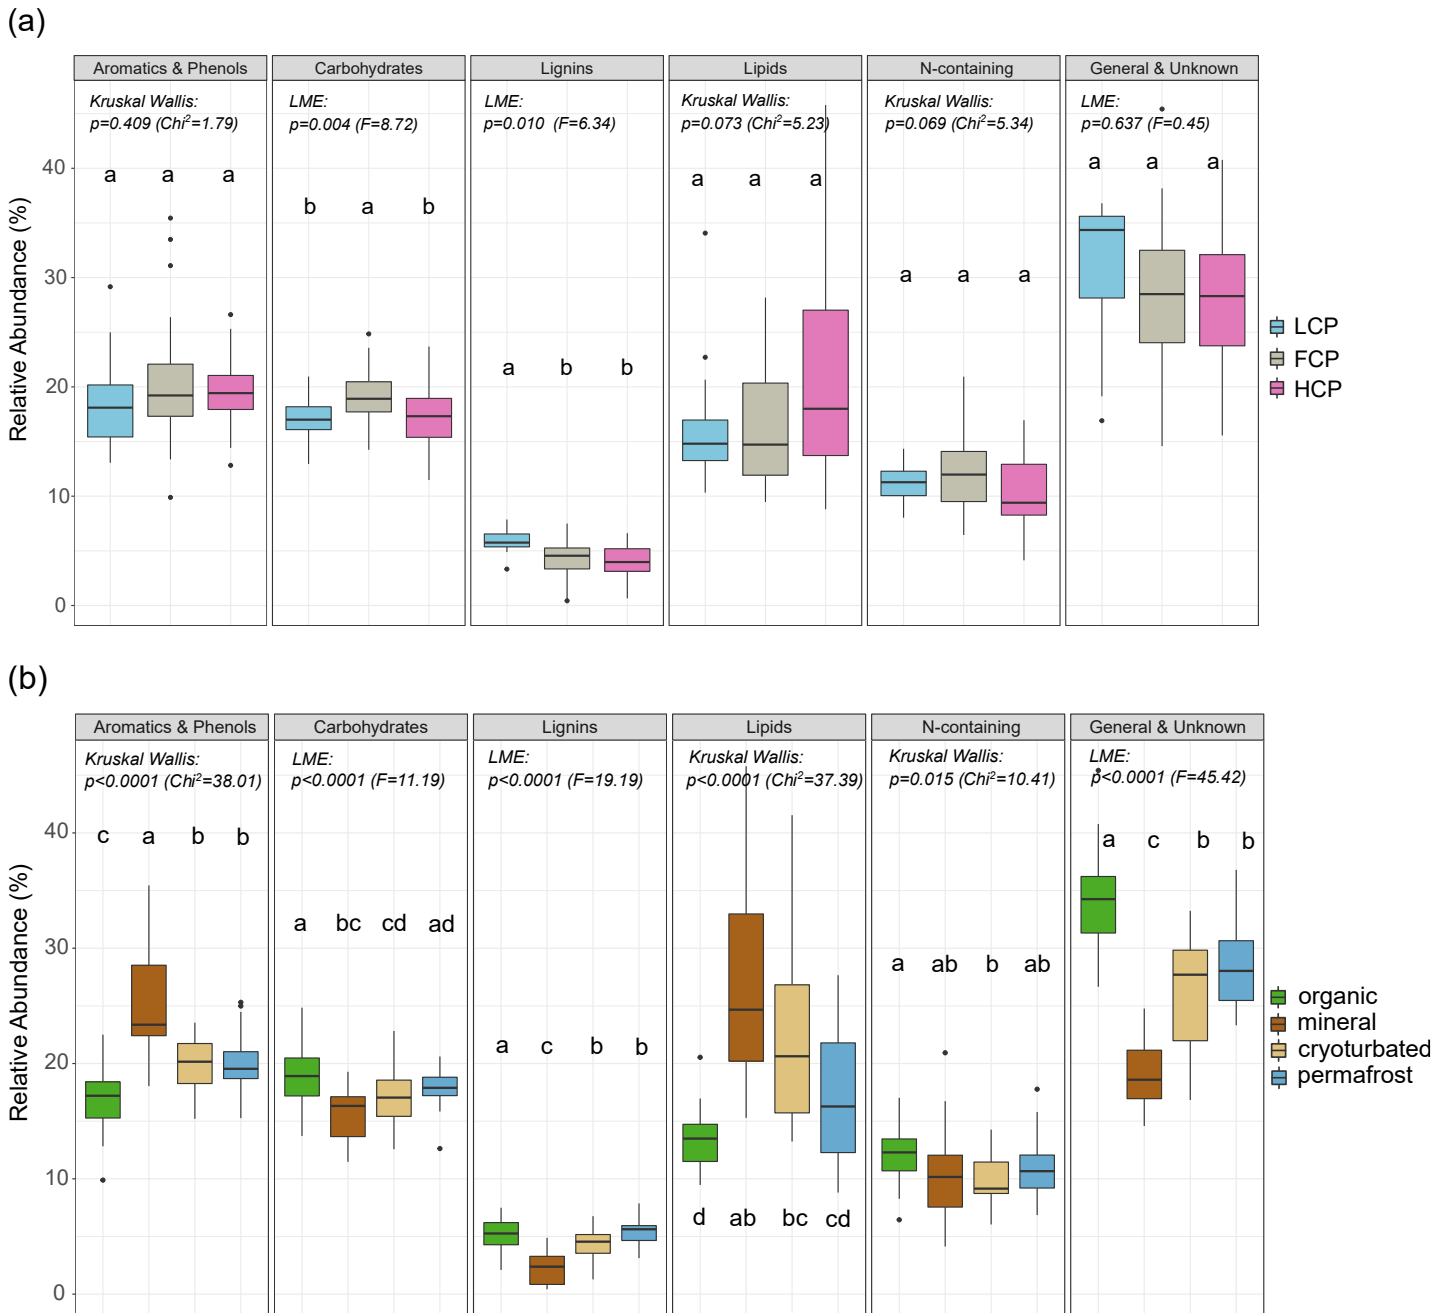 (a)
Aromatics & Phenols Carbohydrates Lignins Lipids N-containing General & Unknown
Kruskal Wallis: LME: LME: Kruskal Wallis: Kruskal Wallis: LME:
p=0.409 (Chi²=1.79) p=0.004 (F=8.72) p=0.010 (F=6.34) p=0.073 (Chi²=5.23) p=0.069 (Chi²=5.34) p=0.637 (F=0.45)
a a a b a b a b b a a a a a a a a a
Relative Abundance (%)
40
30
20
10
0
LCP
FCP
HCP
(b)
Aromatics & Phenols Carbohydrates Lignins Lipids N-containing General & Unknown
Kruskal Wallis: LME: LME: Kruskal Wallis: Kruskal Wallis: LME:
p<0.0001 (Chi²=38.01) p<0.0001 (F=11.19) p<0.0001 (F=19.19) p<0.0001 (Chi²=37.39) p=0.015 (Chi²=10.41) p<0.0001 (F=45.42)
c a b b a bc cd ad a c b b d ab bc cd a ab b ab a c b b
Relative Abundance (%)
40
30
20
10
0
organic
mineral
cryoturbated
permafrost